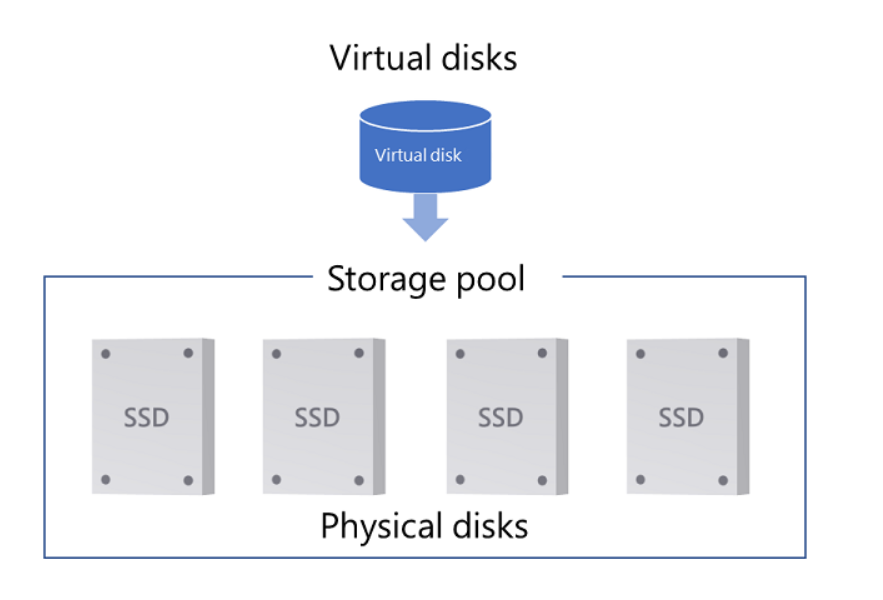 Virtual disks
Virtual disk
Storage pool
SSD
SSD
SSD
SSD
Physical disks